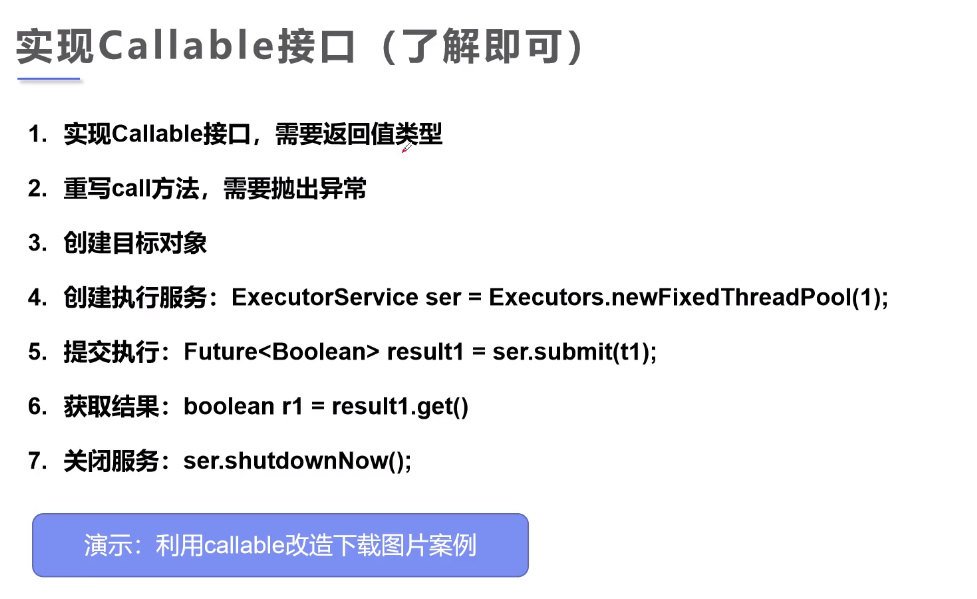 实现Callable接口（了解即可）
1. 实现Callable接口，需要返回值类型
2. 重写call方法，需要抛出异常
3. 创建目标对象
4. 创建执行服务：ExecutorService ser = Executors.newFixedThreadPool(1);
5. 提交执行：Future<Boolean> result1 = ser.submit(t1);
6. 获取结果：boolean r1 = result1.get()
7. 关闭服务：ser.shutdownNow();
演示：利用callable改造下载图片案例